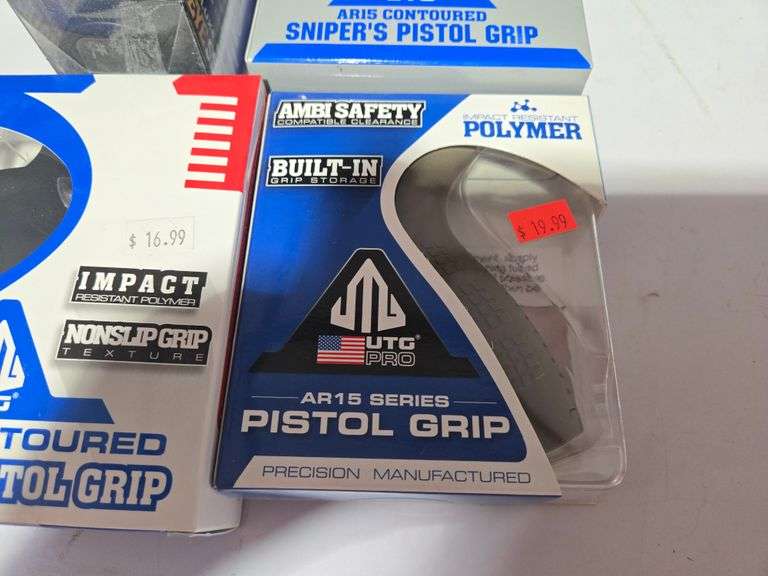 AR15 CONTOURED
SNIPER'S PISTOL GRIP
$ 16.99
IMPACT
RESISTANT POLYMER
NONSLIP GRIP
TEXTURE
TOURED
TOL GRIP
AMBI SAFETY
COMPATIBLE CLEARANCE
BUILT-IN
GRIP STORAGE
IMPACT RESISTANT
POLYMER
$ 19.99
UTG®
PRO
AR15 SERIES
PISTOL GRIP
PRECISION MANUFACTURED